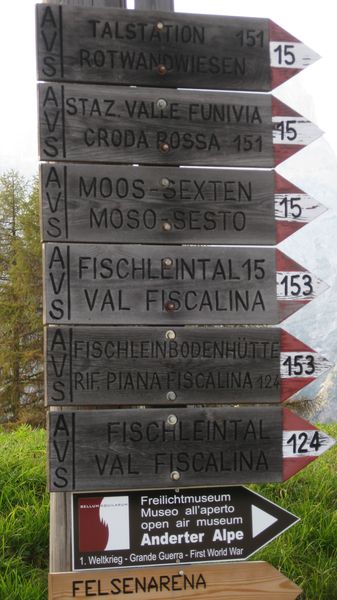 AVS
TALSTATION 151
ROTWANDWIESEN
15
AVS
STAZ. VALLE FUNIVIA
CRODA ROSSA 151
15
AVS
MOOS-SEXTEN
MOSO-SESTO
15
AVS
FISCHLEINTAL 15
VAL FISCALINA
153
AVS
FISCHLEINBODENHÜTTE
RIF. PIANA FISCALINA 124
153
AVS
FISCHLEINTAL
VAL FISCALINA
124
BELLUM AQUILARUM
Freilichtmuseum
Museo all'aperto
open air museum
Anderter Alpe
1. Weltkrieg - Grande Guerra - First World War
FELSENARENA